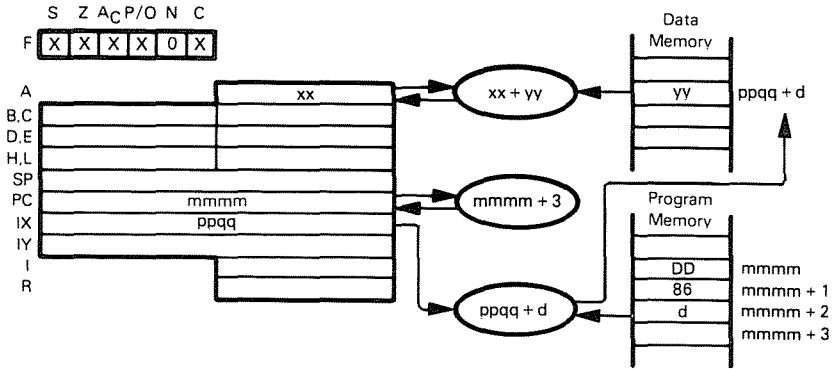 S Z AC P/O N C
F X X X X 0 X
Data
Memory
A xx
xx + yy
yy ppqq + d
B,C
D,E
H,L
SP
PC mmmm
mmmm + 3
IX ppqq
IY
I
R
ppqq + d
Program
Memory
DD mmmm
86 mmmm + 1
d mmmm + 2
mmmm + 3